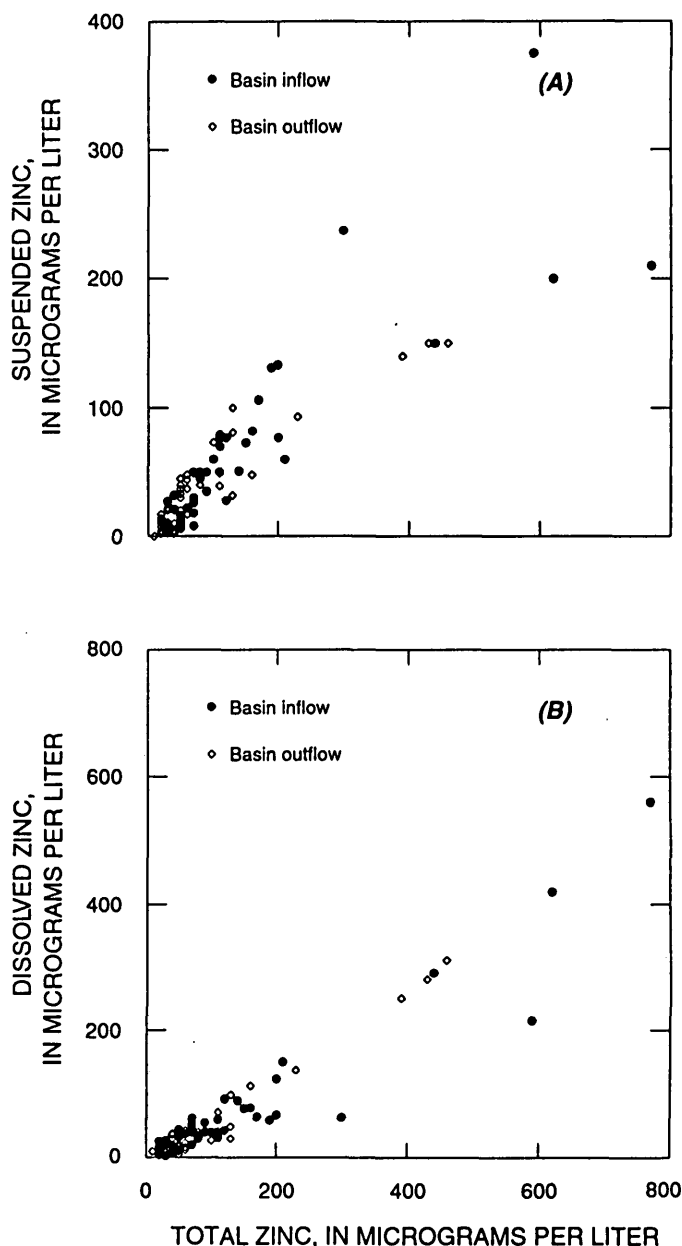 400
300
200
100
0
SUSPENDED ZINC,
IN MICROGRAMS PER LITER
Basin inflow
Basin outflow
(A)
800
600
400
200
0
DISSOLVED ZINC,
IN MICROGRAMS PER LITER
Basin inflow
Basin outflow
(B)
0 200 400 600 800
TOTAL ZINC, IN MICROGRAMS PER LITER